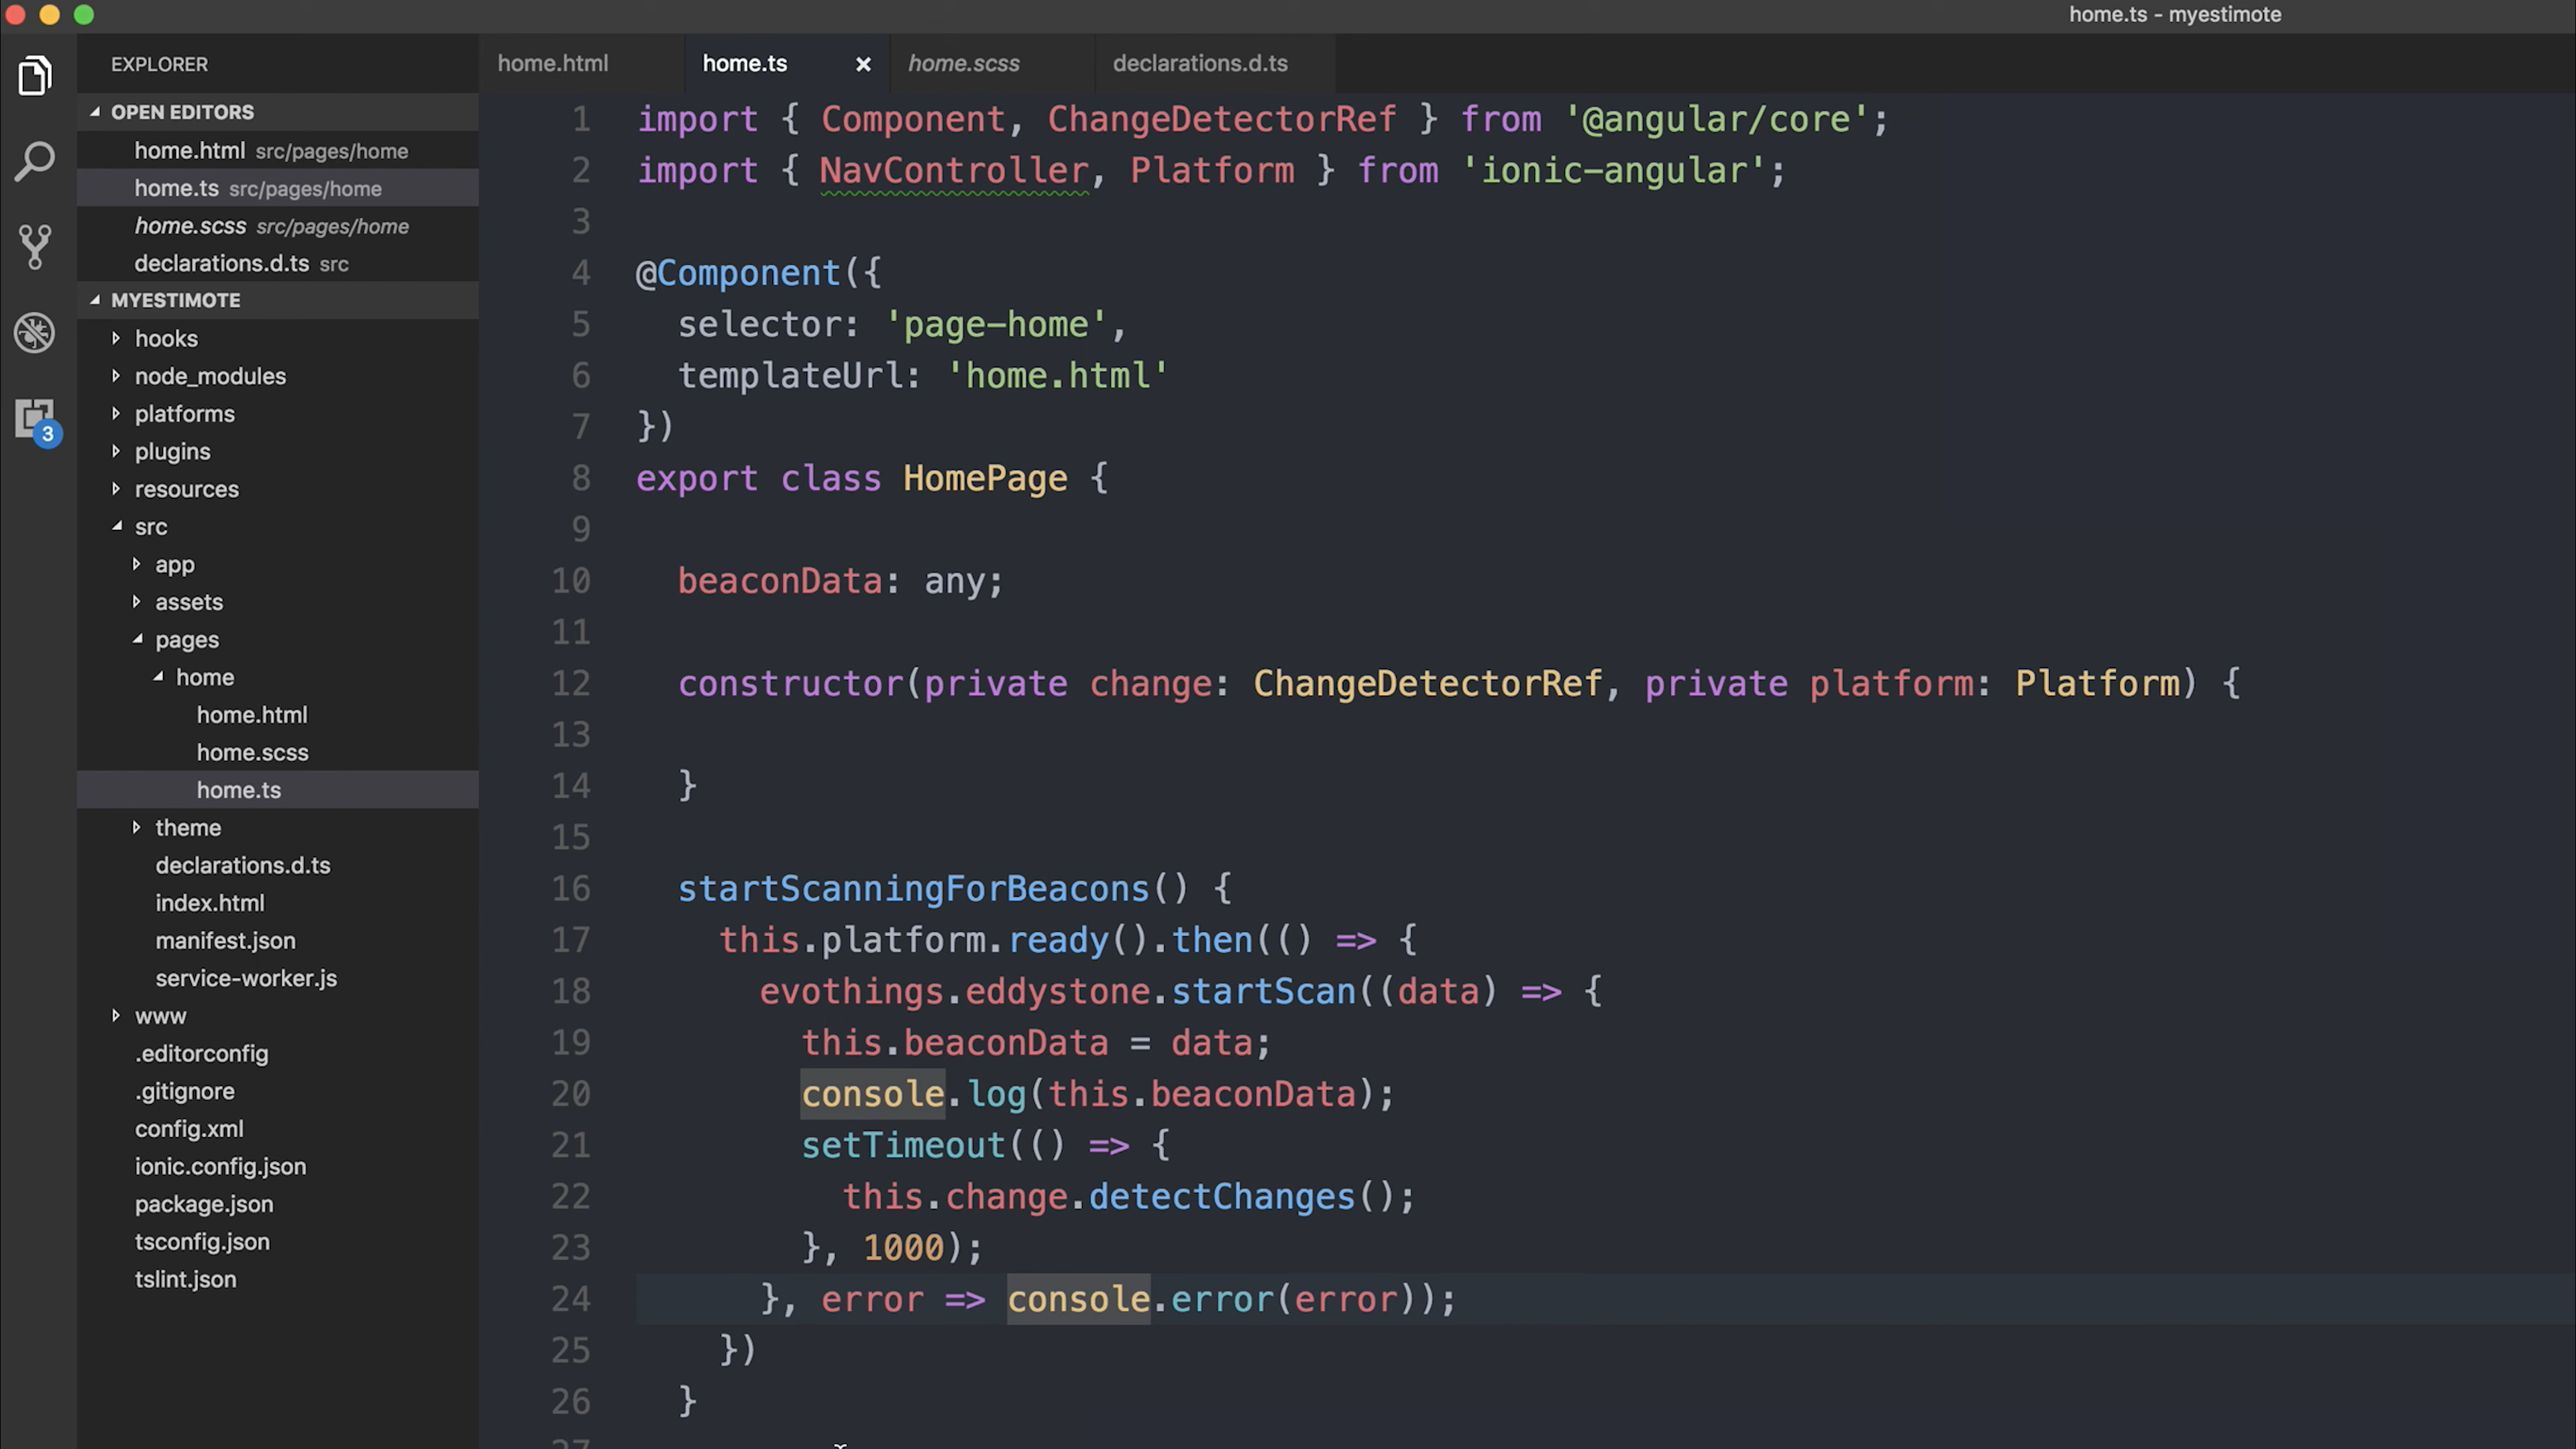 home.ts - myestimote
EXPLORER
OPEN EDITORS
home.html src/pages/home
home.ts src/pages/home
home.scss src/pages/home
declarations.d.ts src
MYESTIMOTE
hooks
node_modules
platforms
plugins
resources
src
app
assets
pages
home
home.html
home.scss
home.ts
theme
declarations.d.ts
index.html
manifest.json
service-worker.js
www
.editorconfig
.gitignore
config.xml
ionic.config.json
package.json
tsconfig.json
tslint.json
3
home.html home.ts × home.scss declarations.d.ts
1 import { Component, ChangeDetectorRef } from '@angular/core';
2 import { NavController, Platform } from 'ionic-angular';
3
4 @Component({
5 selector: 'page-home',
6 templateUrl: 'home.html'
7 })
8 export class HomePage {
9
10 beaconData: any;
11
12 constructor(private change: ChangeDetectorRef, private platform: Platform) {
13
14 }
15
16 startScanningForBeacons() {
17 this.platform.ready().then(() => {
18 evothings.eddystone.startScan((data) => {
19 this.beaconData = data;
20 console.log(this.beaconData);
21 setTimeout(() => {
22 this.change.detectChanges();
23 }, 1000);
24 }, error => console.error(error));
25 })
26 }
27